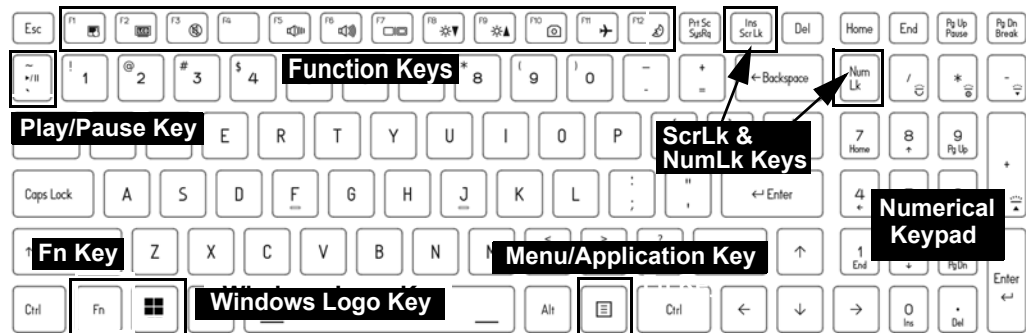 Esc F1 F2 F3 F4 F5 F6 F7 F8 F9 F10 F11 F12 Prt Sc SysRq Ins Scr Lk Del Home End Pg Up Pause Pg Dn Break
~ ` ! 1 @ 2 # 3 $ 4 Function Keys * 8 ( 9 ) 0 — - + = ← Backspace Num Lk / * -
Play/Pause Key E R T Y U I O P ScrLk & NumLk Keys 7 Home 8 ↑ 9 Pg Up +
Caps Lock A S D F G H J K L : ; " ' ↵ Enter 4 ← Numerical Keypad
Fn Key Z X C V B N Menu/Application Key ↑ 1 End ↓ Pg Dn Enter ↵
Ctrl Fn Windows Logo Key Alt Ctrl ← ↓ → 0 Ins . Del